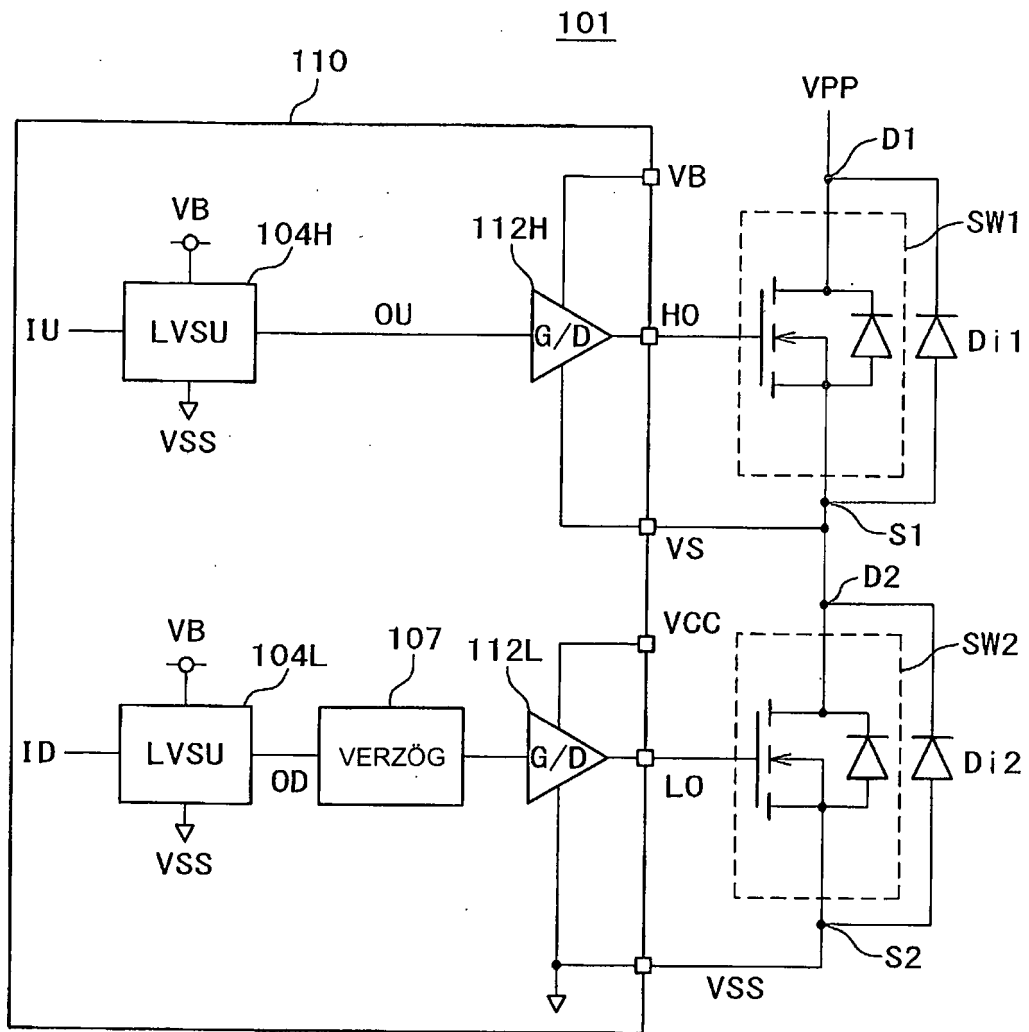 101
110
VPP
D1
VB
SW1
VB
104H
112H
IU
LVSU
OU
G/D
HO
Di1
VSS
VS
S1
D2
VCC
SW2
VB
104L
107
112L
ID
LVSU
OD
VERZÖG
G/D
LO
Di2
VSS
S2
VSS